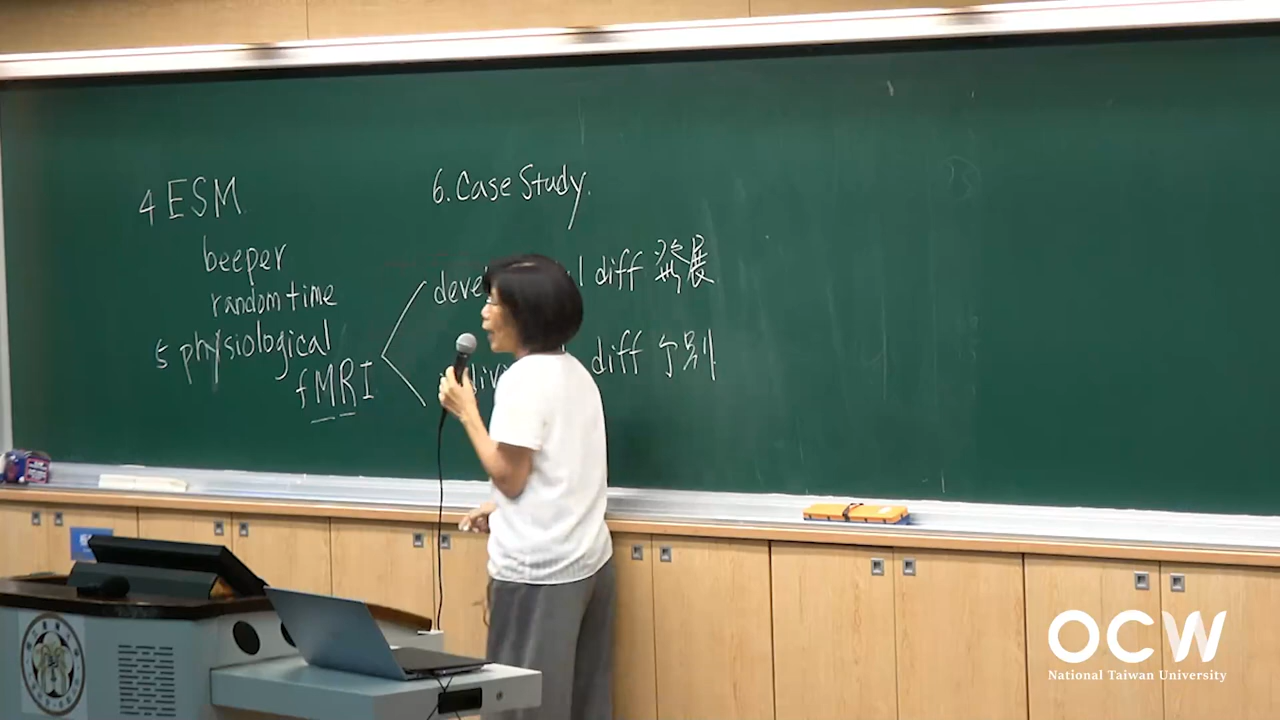 4 ESM
beeper
random time
5 physiological
fMRI
6. Case Study.
diff 發展
diff 个別
OCW
National Taiwan University